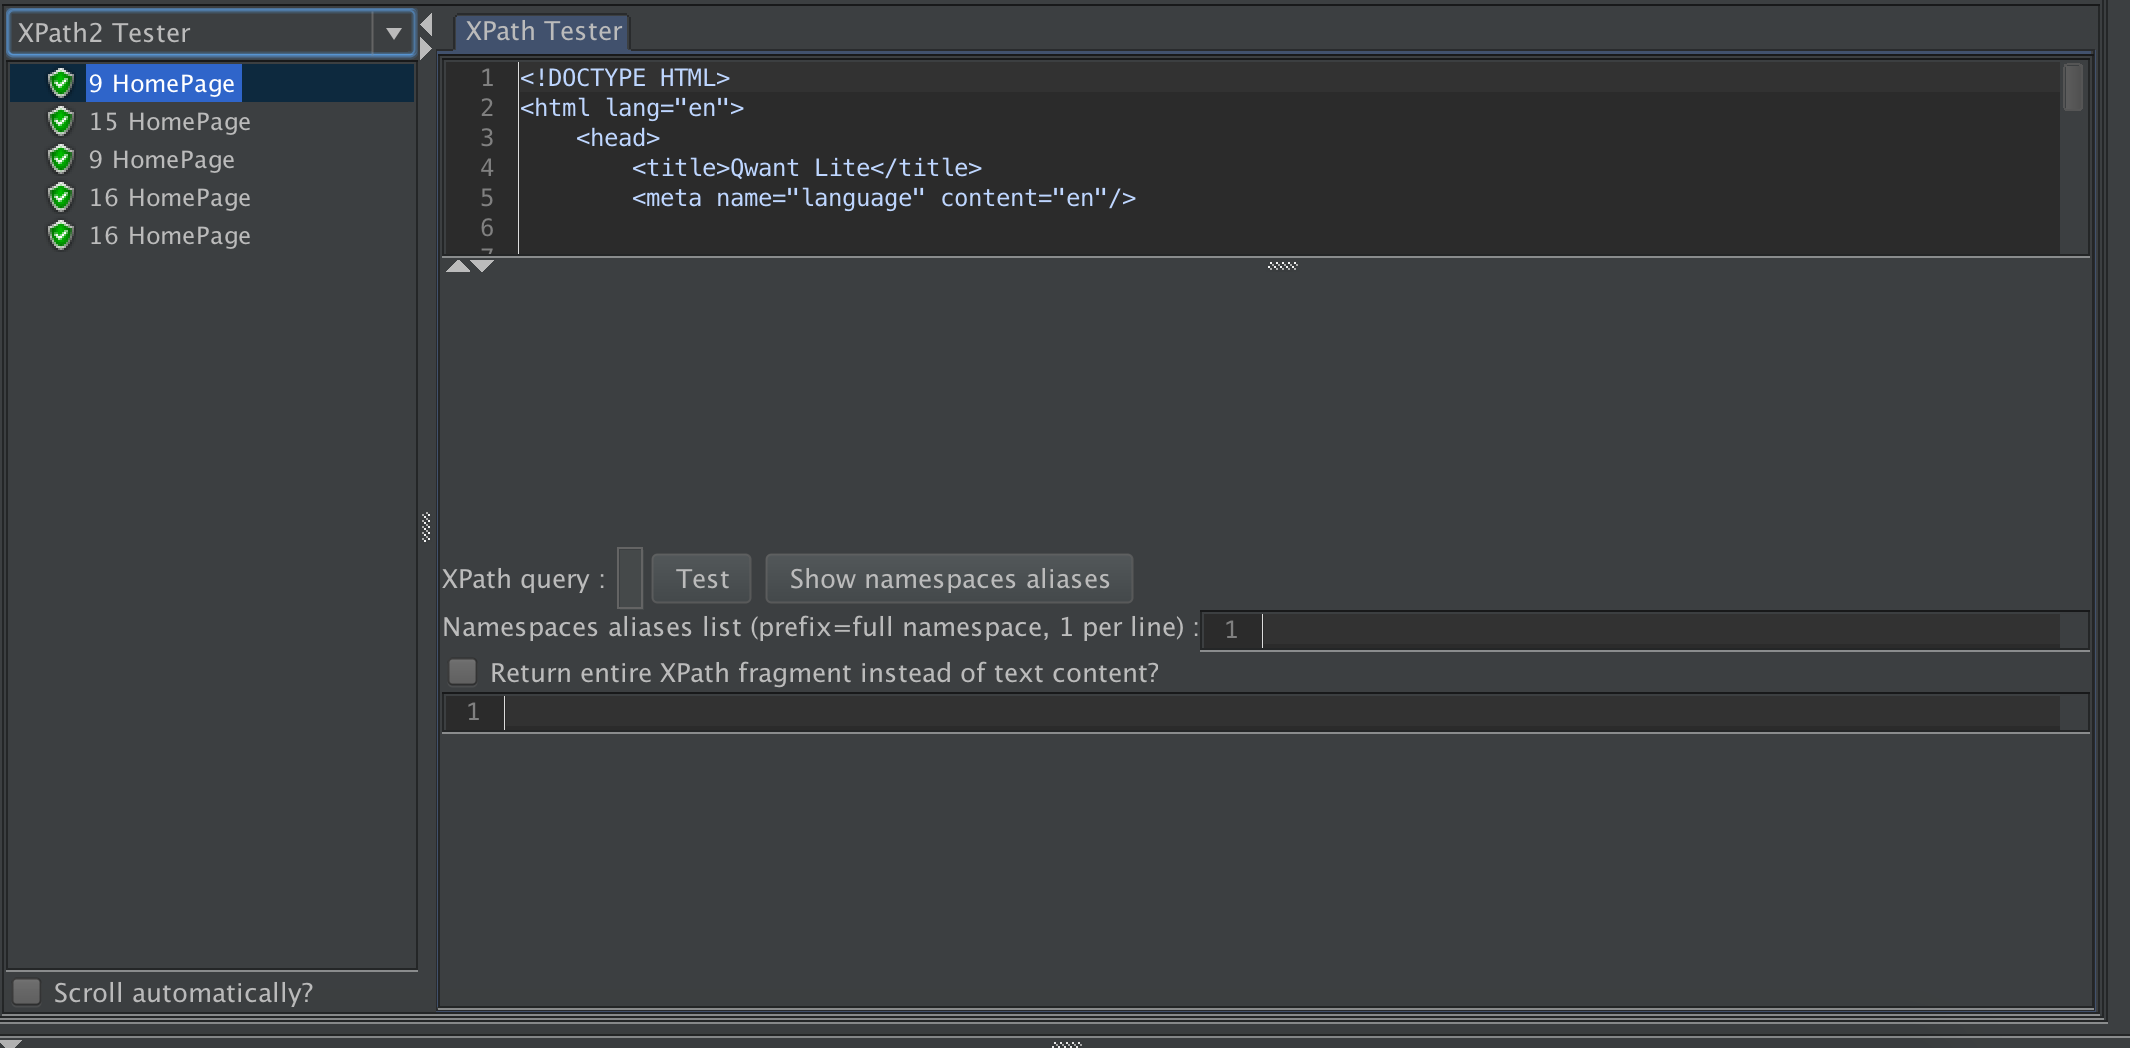 XPath2 Tester
9 HomePage
15 HomePage
9 HomePage
16 HomePage
16 HomePage
Scroll automatically?
XPath Tester
1 <!DOCTYPE HTML>
2 <html lang="en">
3 <head>
4 <title>Qwant Lite</title>
5 <meta name="language" content="en"/>
6
7
XPath query :
Test
Show namespaces aliases
Namespaces aliases list (prefix=full namespace, 1 per line) : 1
Return entire XPath fragment instead of text content?
1